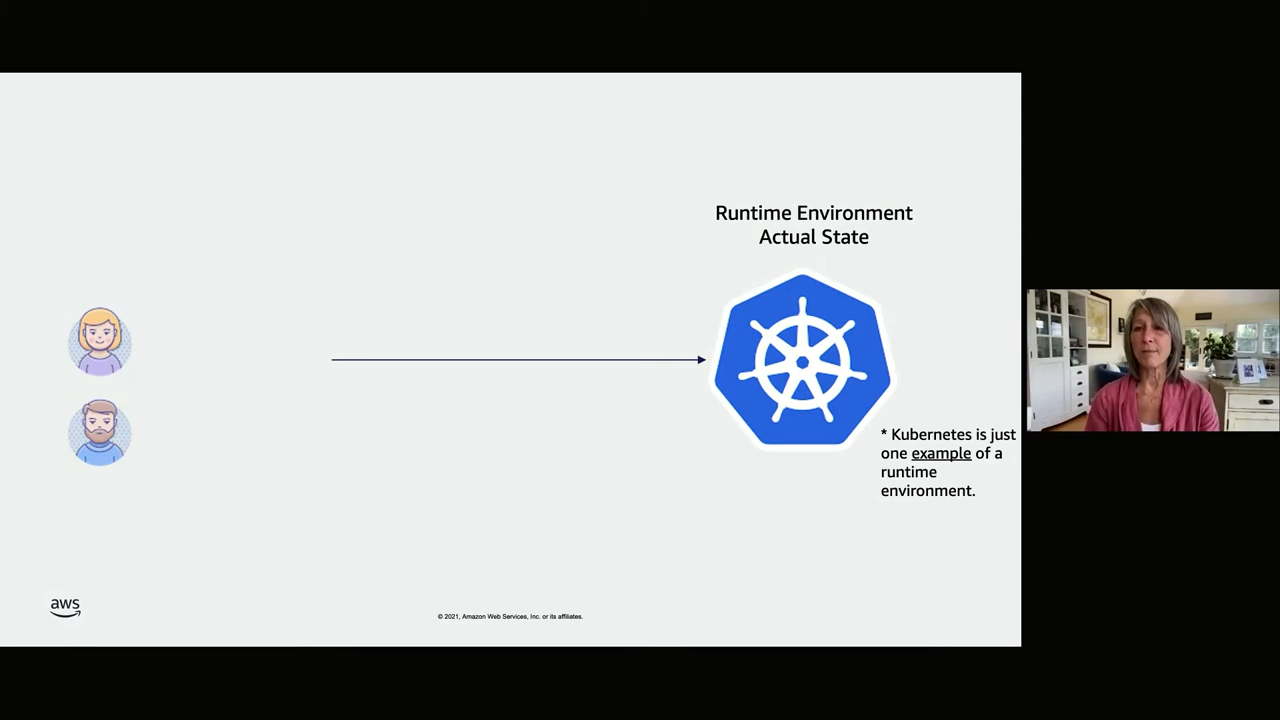 Runtime Environment
Actual State
* Kubernetes is just
one example of a
runtime
environment.
aws
© 2021, Amazon Web Services, Inc. or its affiliates.